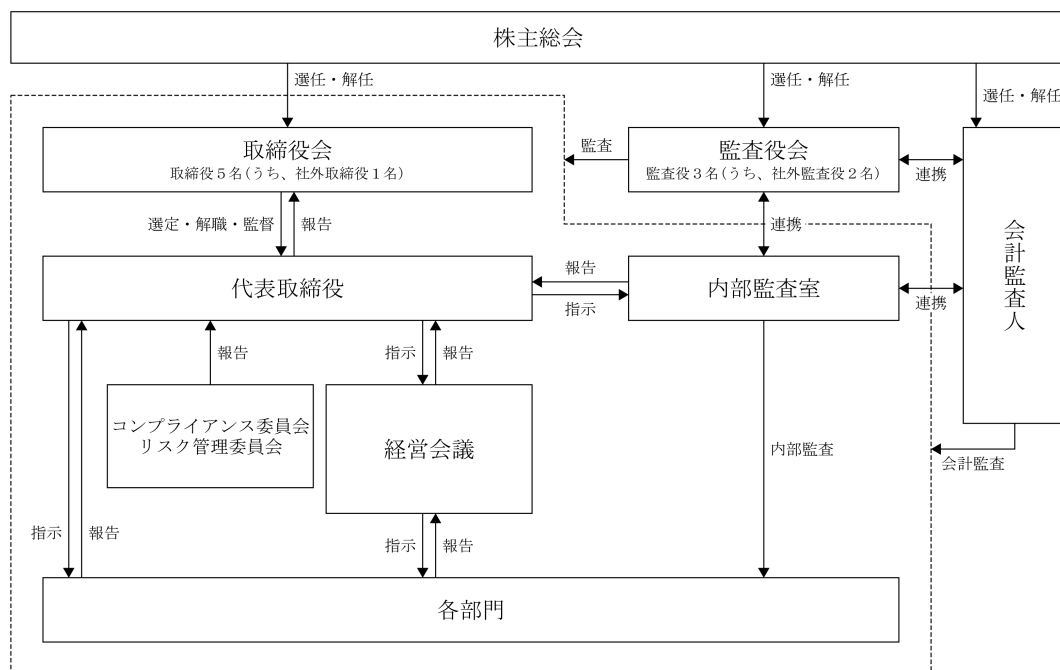 株主総会
選任・解任
選任・解任
選任・解任
取締役会
取締役5名(うち、社外取締役1名)
監査
監査役会
監査役3名(うち、社外監査役2名)
連携
選定・解職・監督
報告
連携
会計監査人
代表取締役
報告
指示
内部監査室
連携
報告
指示
報告
コンプライアンス委員会
リスク管理委員会
経営会議
内部監査
会計監査
指示
報告
指示
報告
各部門